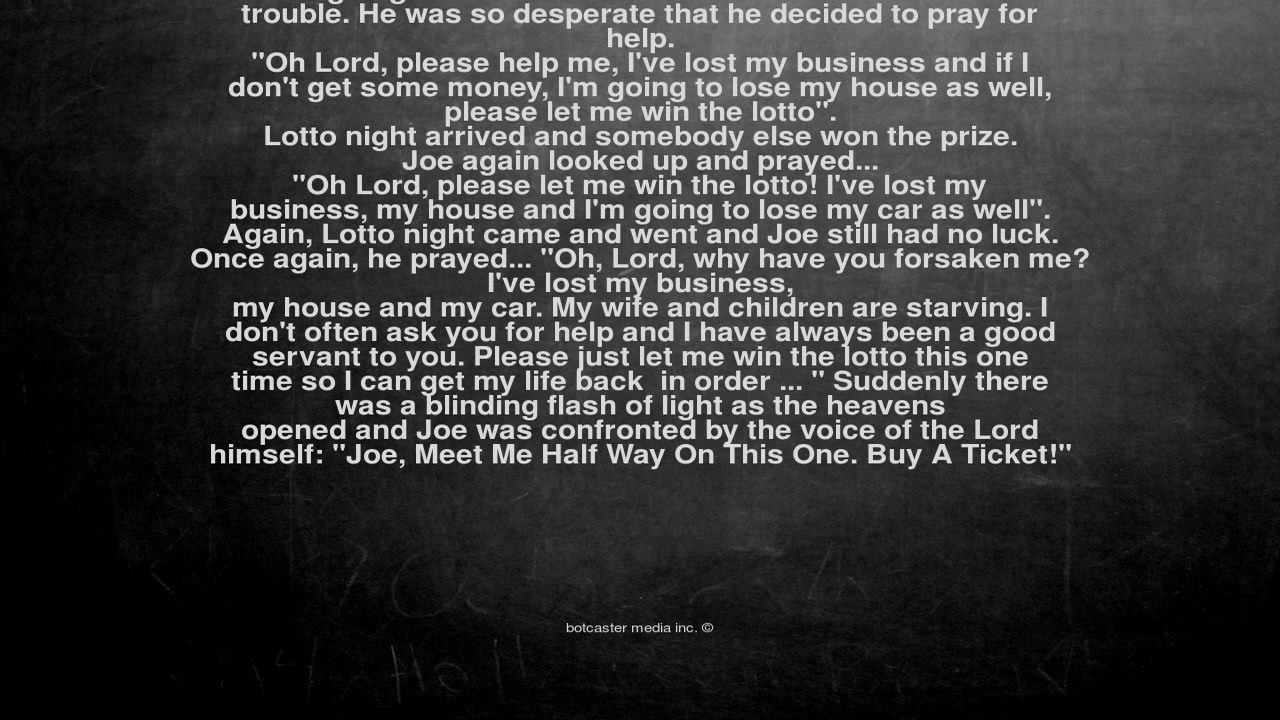 trouble. He was so desperate that he decided to pray for
help.
"Oh Lord, please help me, I've lost my business and if I
don't get some money, I'm going to lose my house as well,
please let me win the lotto".
Lotto night arrived and somebody else won the prize.
Joe again looked up and prayed...
"Oh Lord, please let me win the lotto! I've lost my
business, my house and I'm going to lose my car as well".
Again, Lotto night came and went and Joe still had no luck.
Once again, he prayed... "Oh, Lord, why have you forsaken me?
I've lost my business,
my house and my car. My wife and children are starving. I
don't often ask you for help and I have always been a good
servant to you. Please just let me win the lotto this one
time so I can get my life back  in order ... " Suddenly there
was a blinding flash of light as the heavens
opened and Joe was confronted by the voice of the Lord
himself: "Joe, Meet Me Half Way On This One. Buy A Ticket!"
botcaster media inc. ©